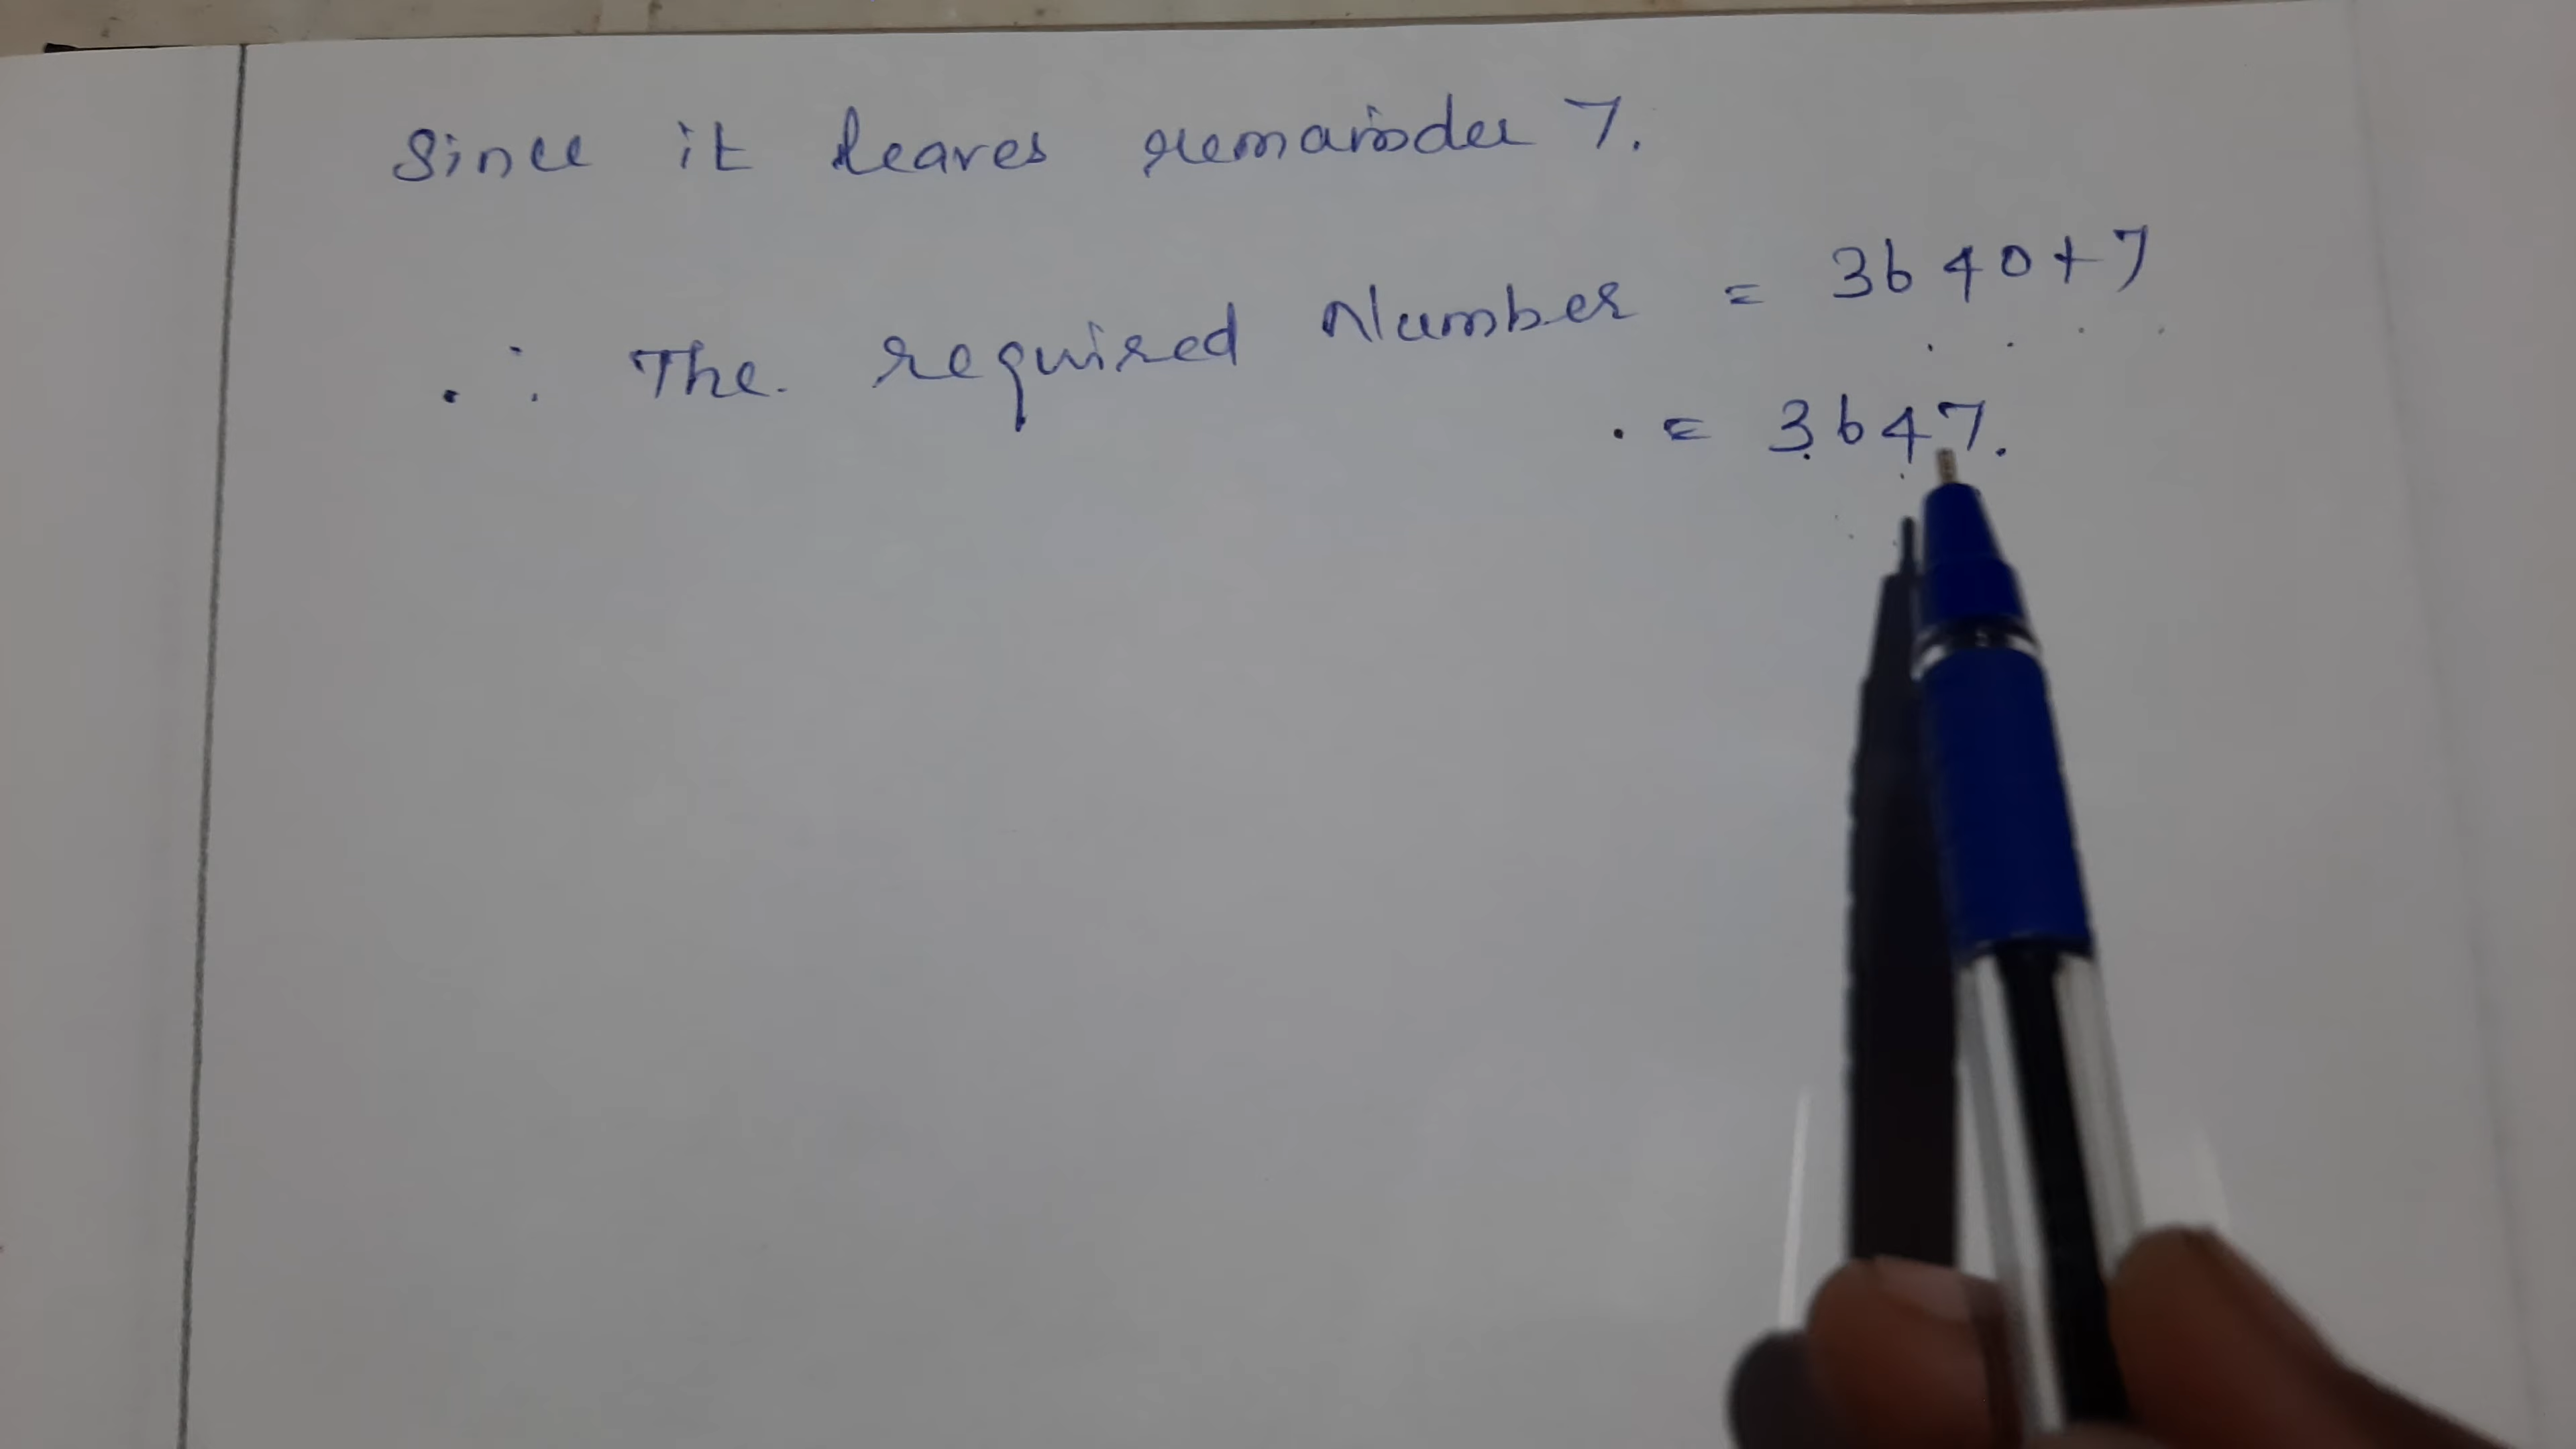 Since it leaves remainder 7.
∴ The required Number = 3640+7
= 3647.